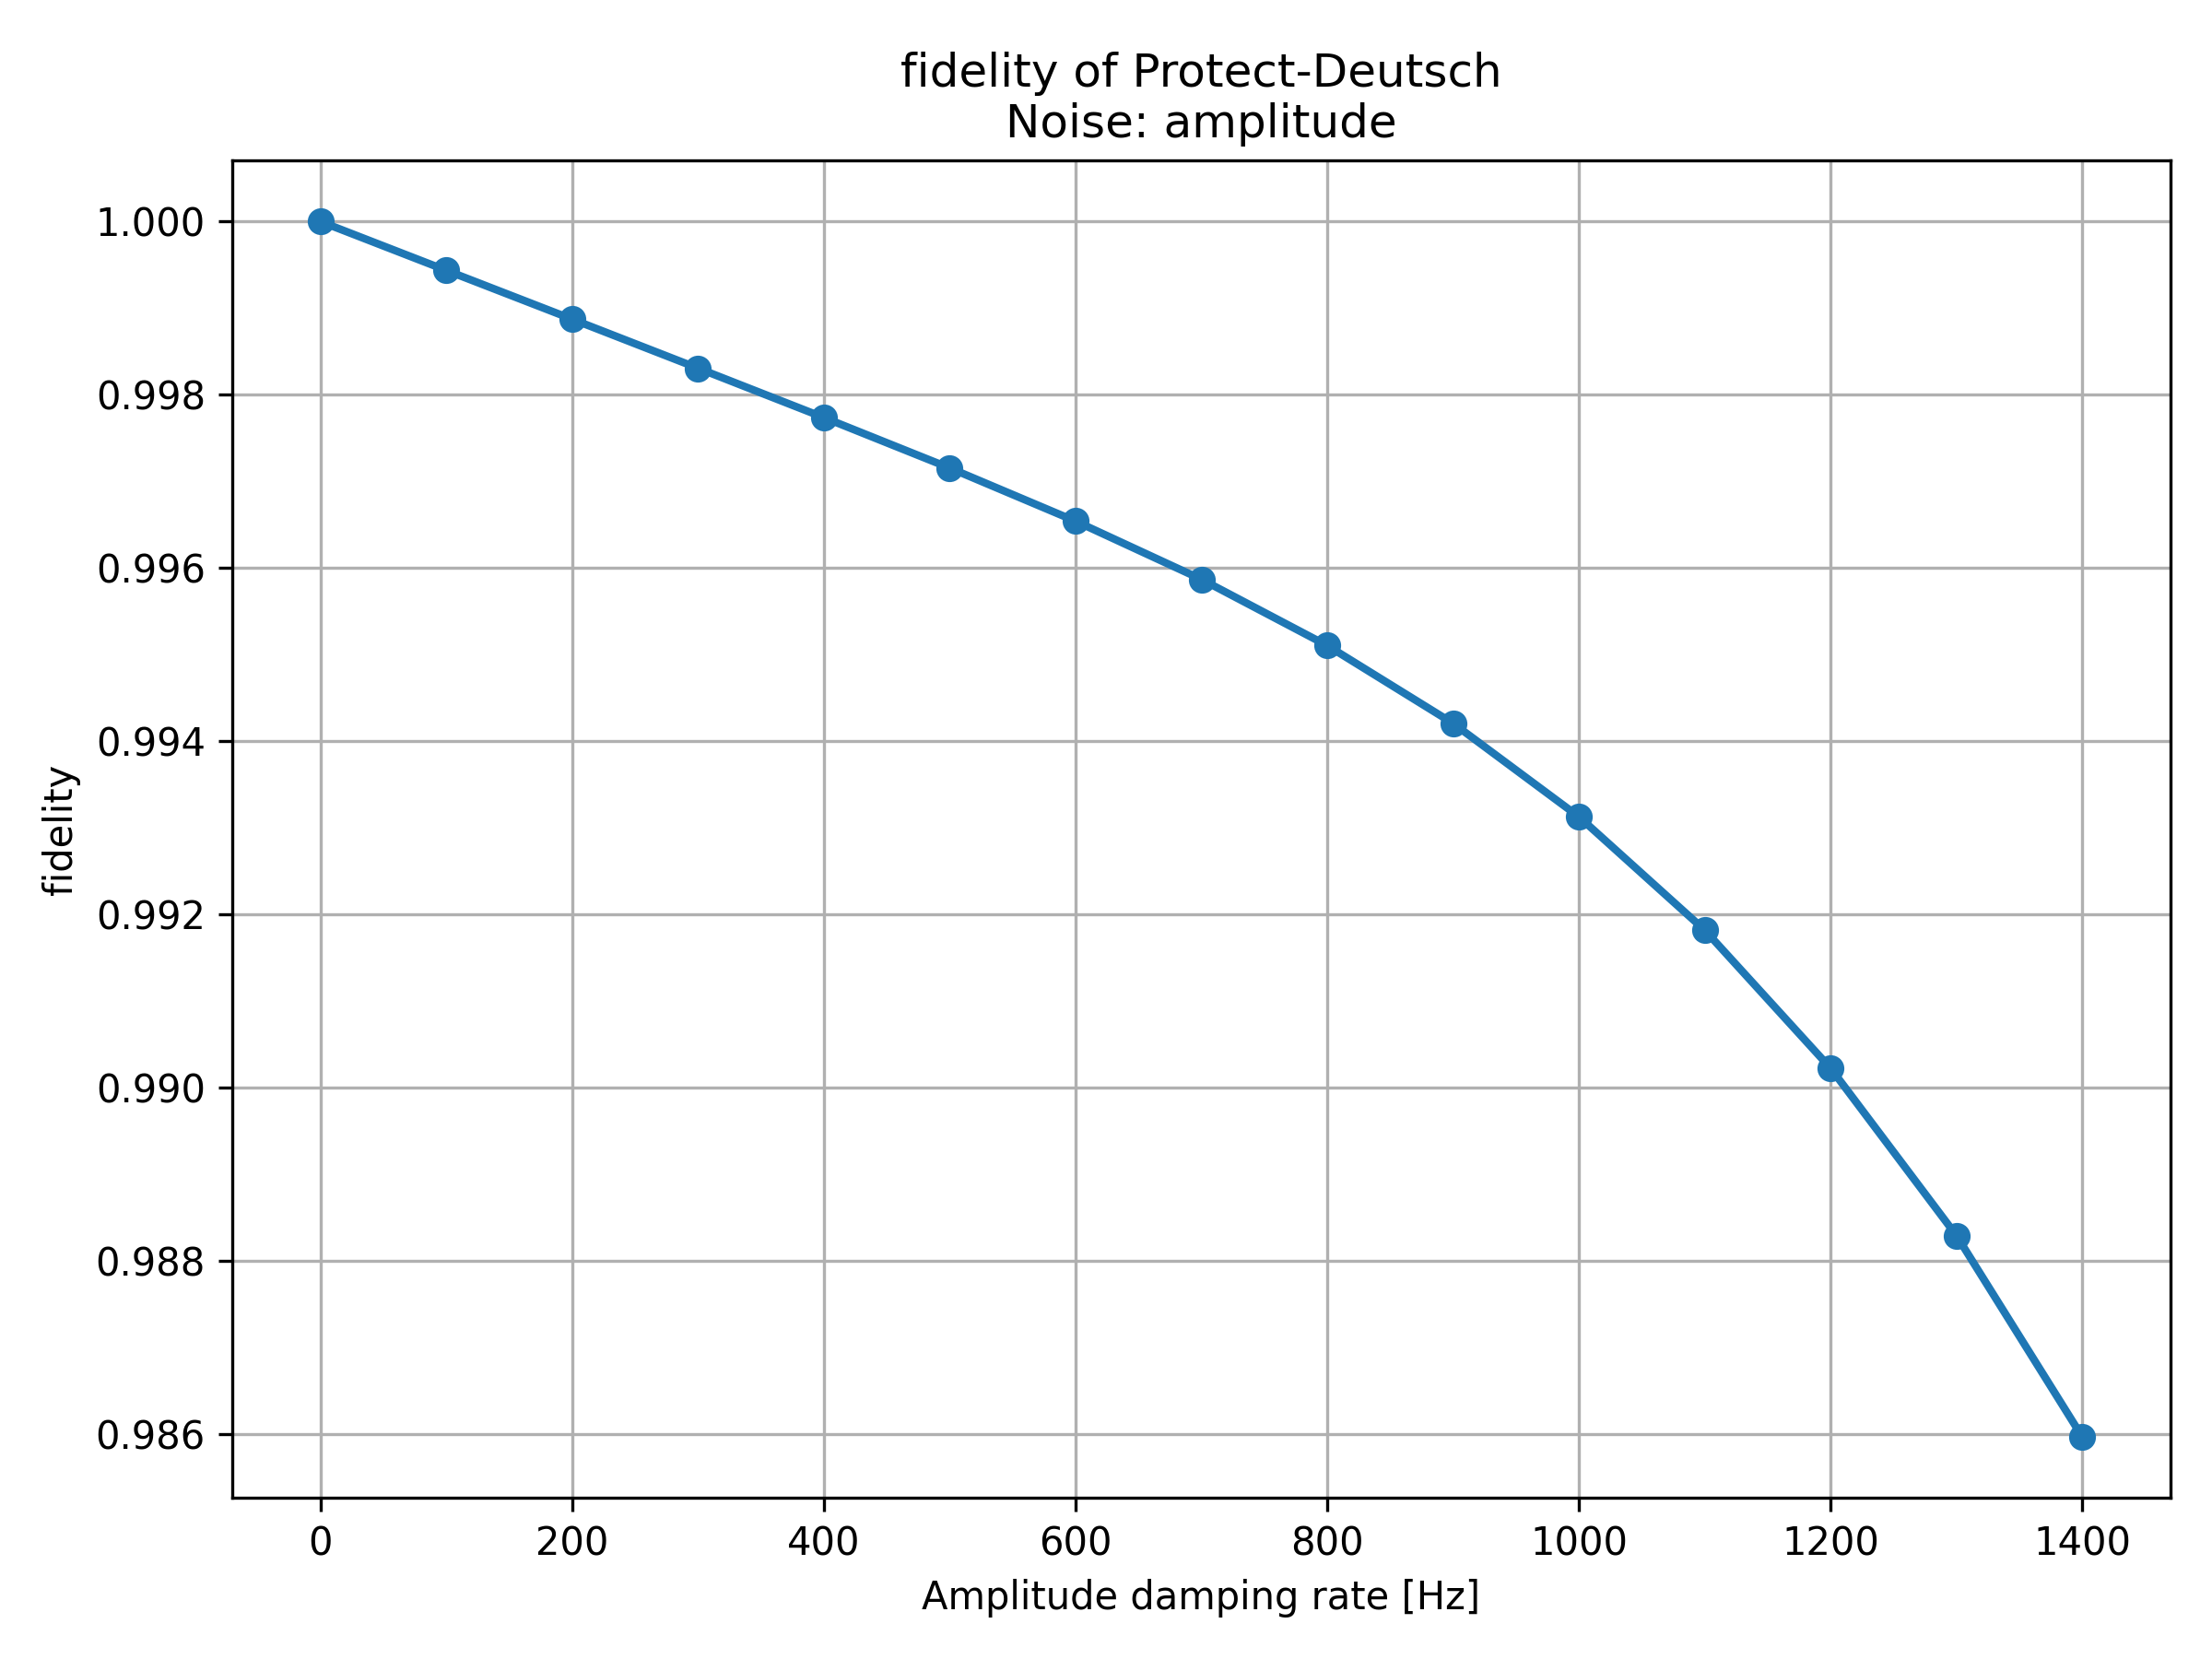 fidelity of Protect-Deutsch
Noise: amplitude
1.000
0.998
0.996
0.994
0.992
0.990
0.988
0.986
fidelity
0 200 400 600 800 1000 1200 1400
Amplitude damping rate [Hz]